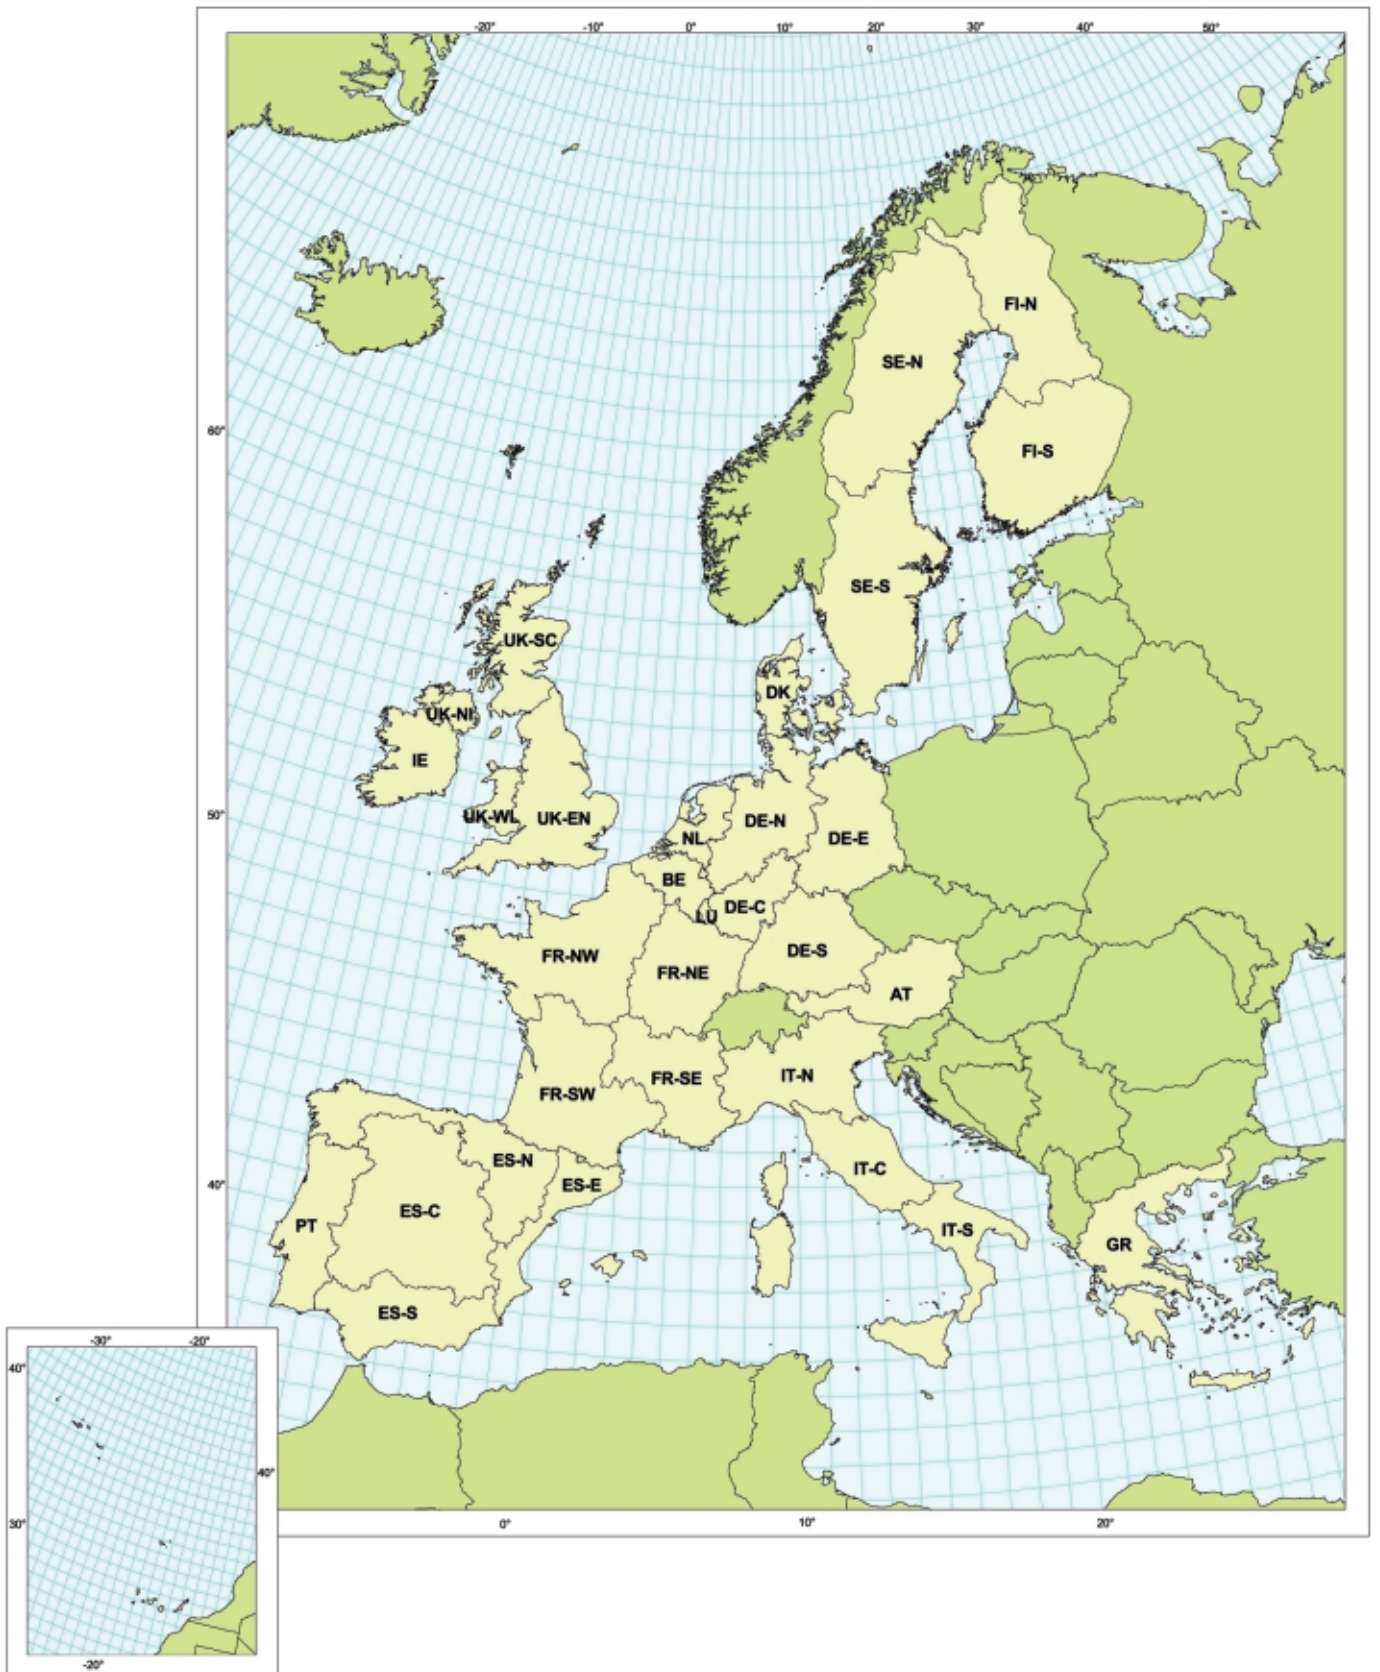 -20° -10° 0° 10° 20° 30° 40° 50°
FI-N
SE-N
60°
FI-S
SE-S
UK-SC
DK
UK-NI
IE
50°
UK-WL UK-EN
NL DE-N DE-E
BE
LU DE-C
FR-NW FR-NE DE-S
AT
FR-SW FR-SE IT-N
ES-N
IT-C
40°
ES-E
PT ES-C
IT-S
GR
ES-S
-30° -20°
40°
40°
30°
0° 10° 20°
-20°